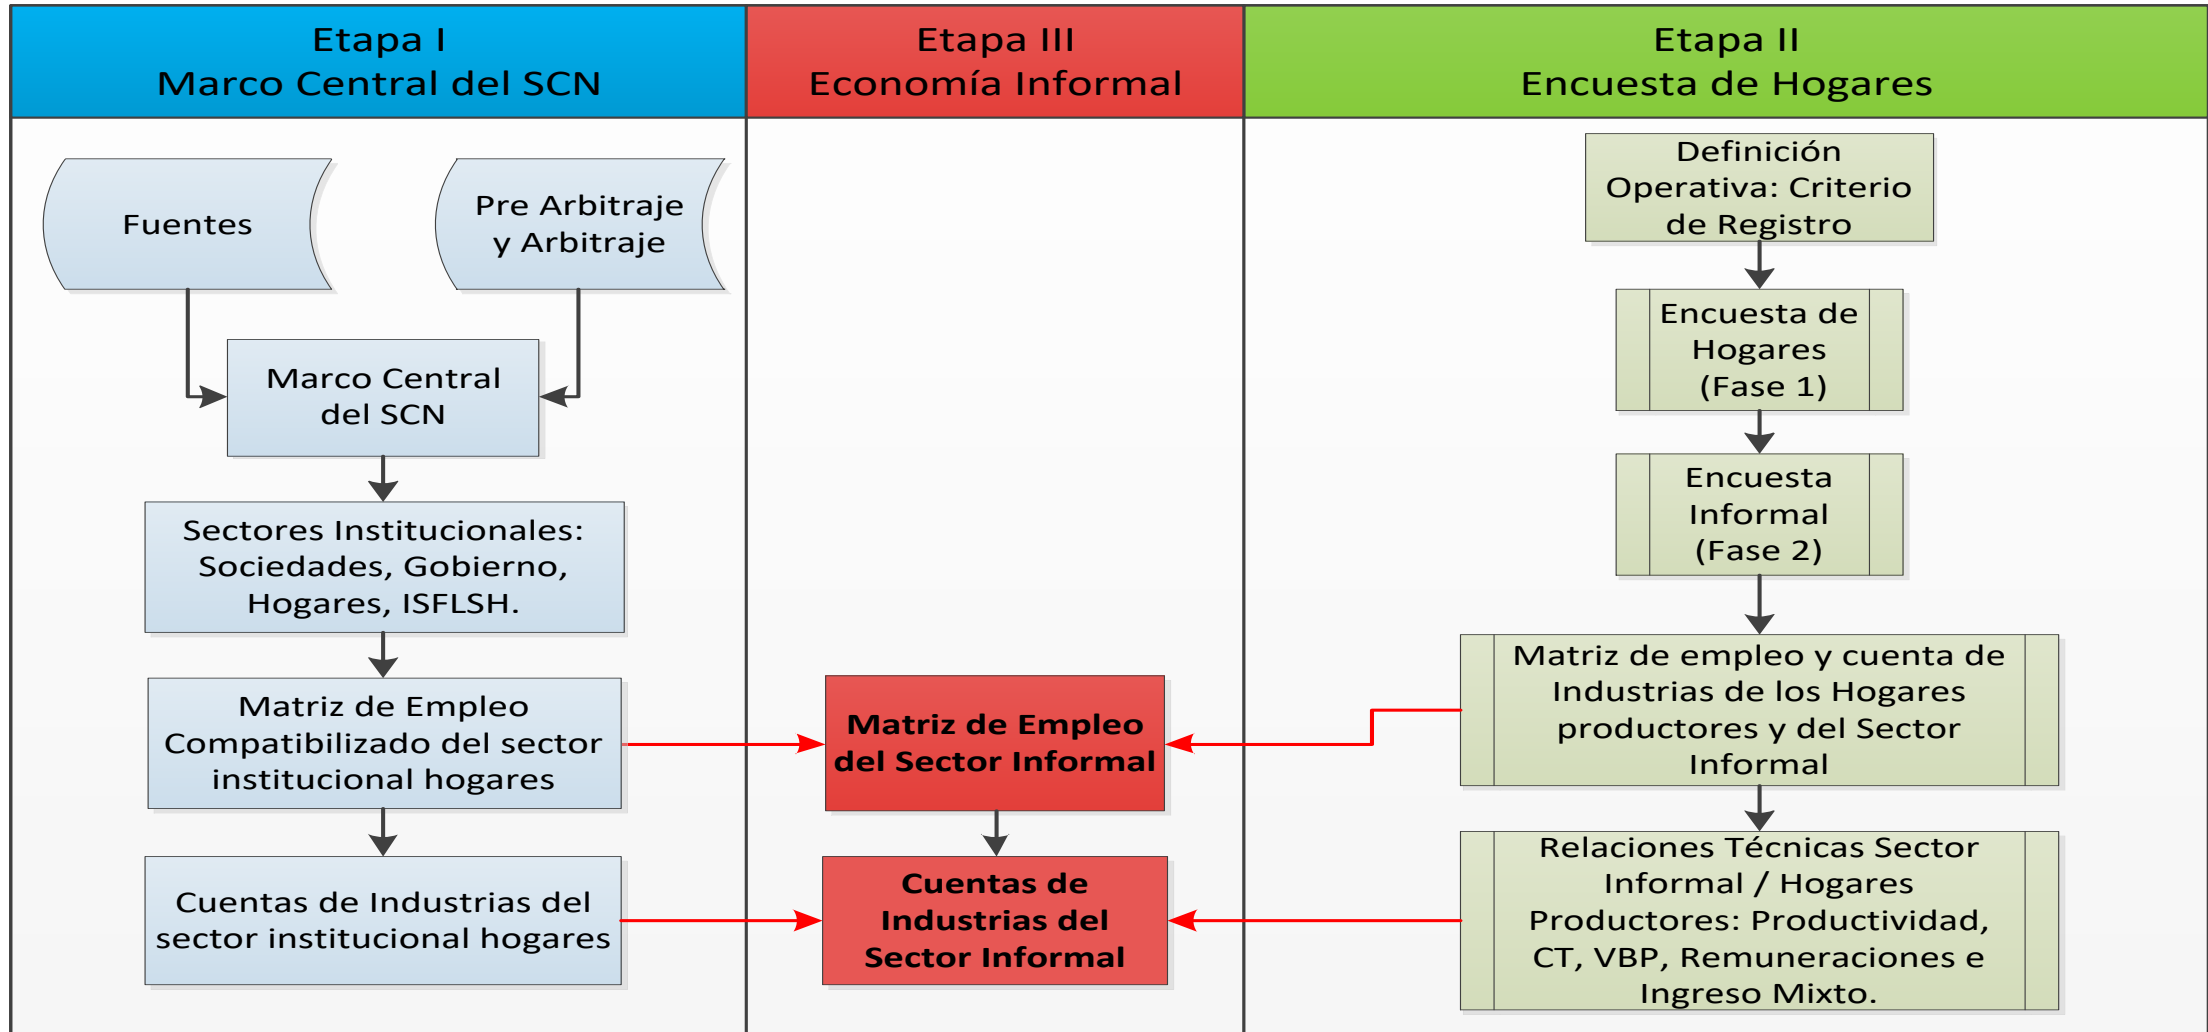 Etapa I
Marco Central del SCN
Etapa III
Economía Informal
Etapa II
Encuesta de Hogares
Fuentes
Pre Arbitraje
y Arbitraje
Marco Central
del SCN
Sectores Institucionales:
Sociedades, Gobierno,
Hogares, ISFLSH.
Matriz de Empleo
Compatibilizado del sector
institucional hogares
Cuentas de Industrias del
sector institucional hogares
Matriz de Empleo
del Sector Informal
Cuentas de
Industrias del
Sector Informal
Definición
Operativa: Criterio
de Registro
Encuesta de
Hogares
(Fase 1)
Encuesta
Informal
(Fase 2)
Matriz de empleo y cuenta de
Industrias de los Hogares
productores y del Sector
Informal
Relaciones Técnicas Sector
Informal / Hogares
Productores: Productividad,
CT, VBP, Remuneraciones e
Ingreso Mixto.